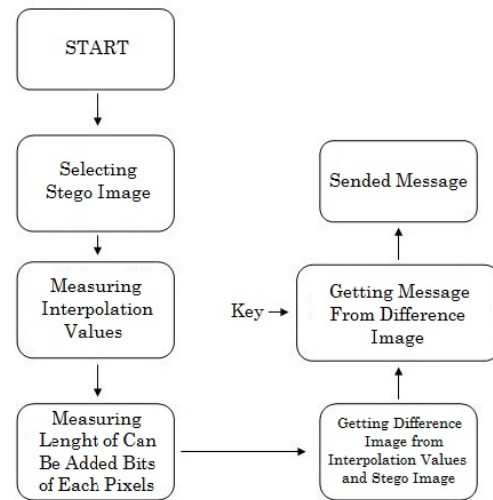 START
Selecting
Stego Image
Measuring
Interpolation
Values
Measuring
Lenght of Can
Be Added Bits
of Each Pixels
Getting Difference
Image from
Interpolation Values
and Stego Image
Key
Getting Message
From Difference
Image
Sended Message